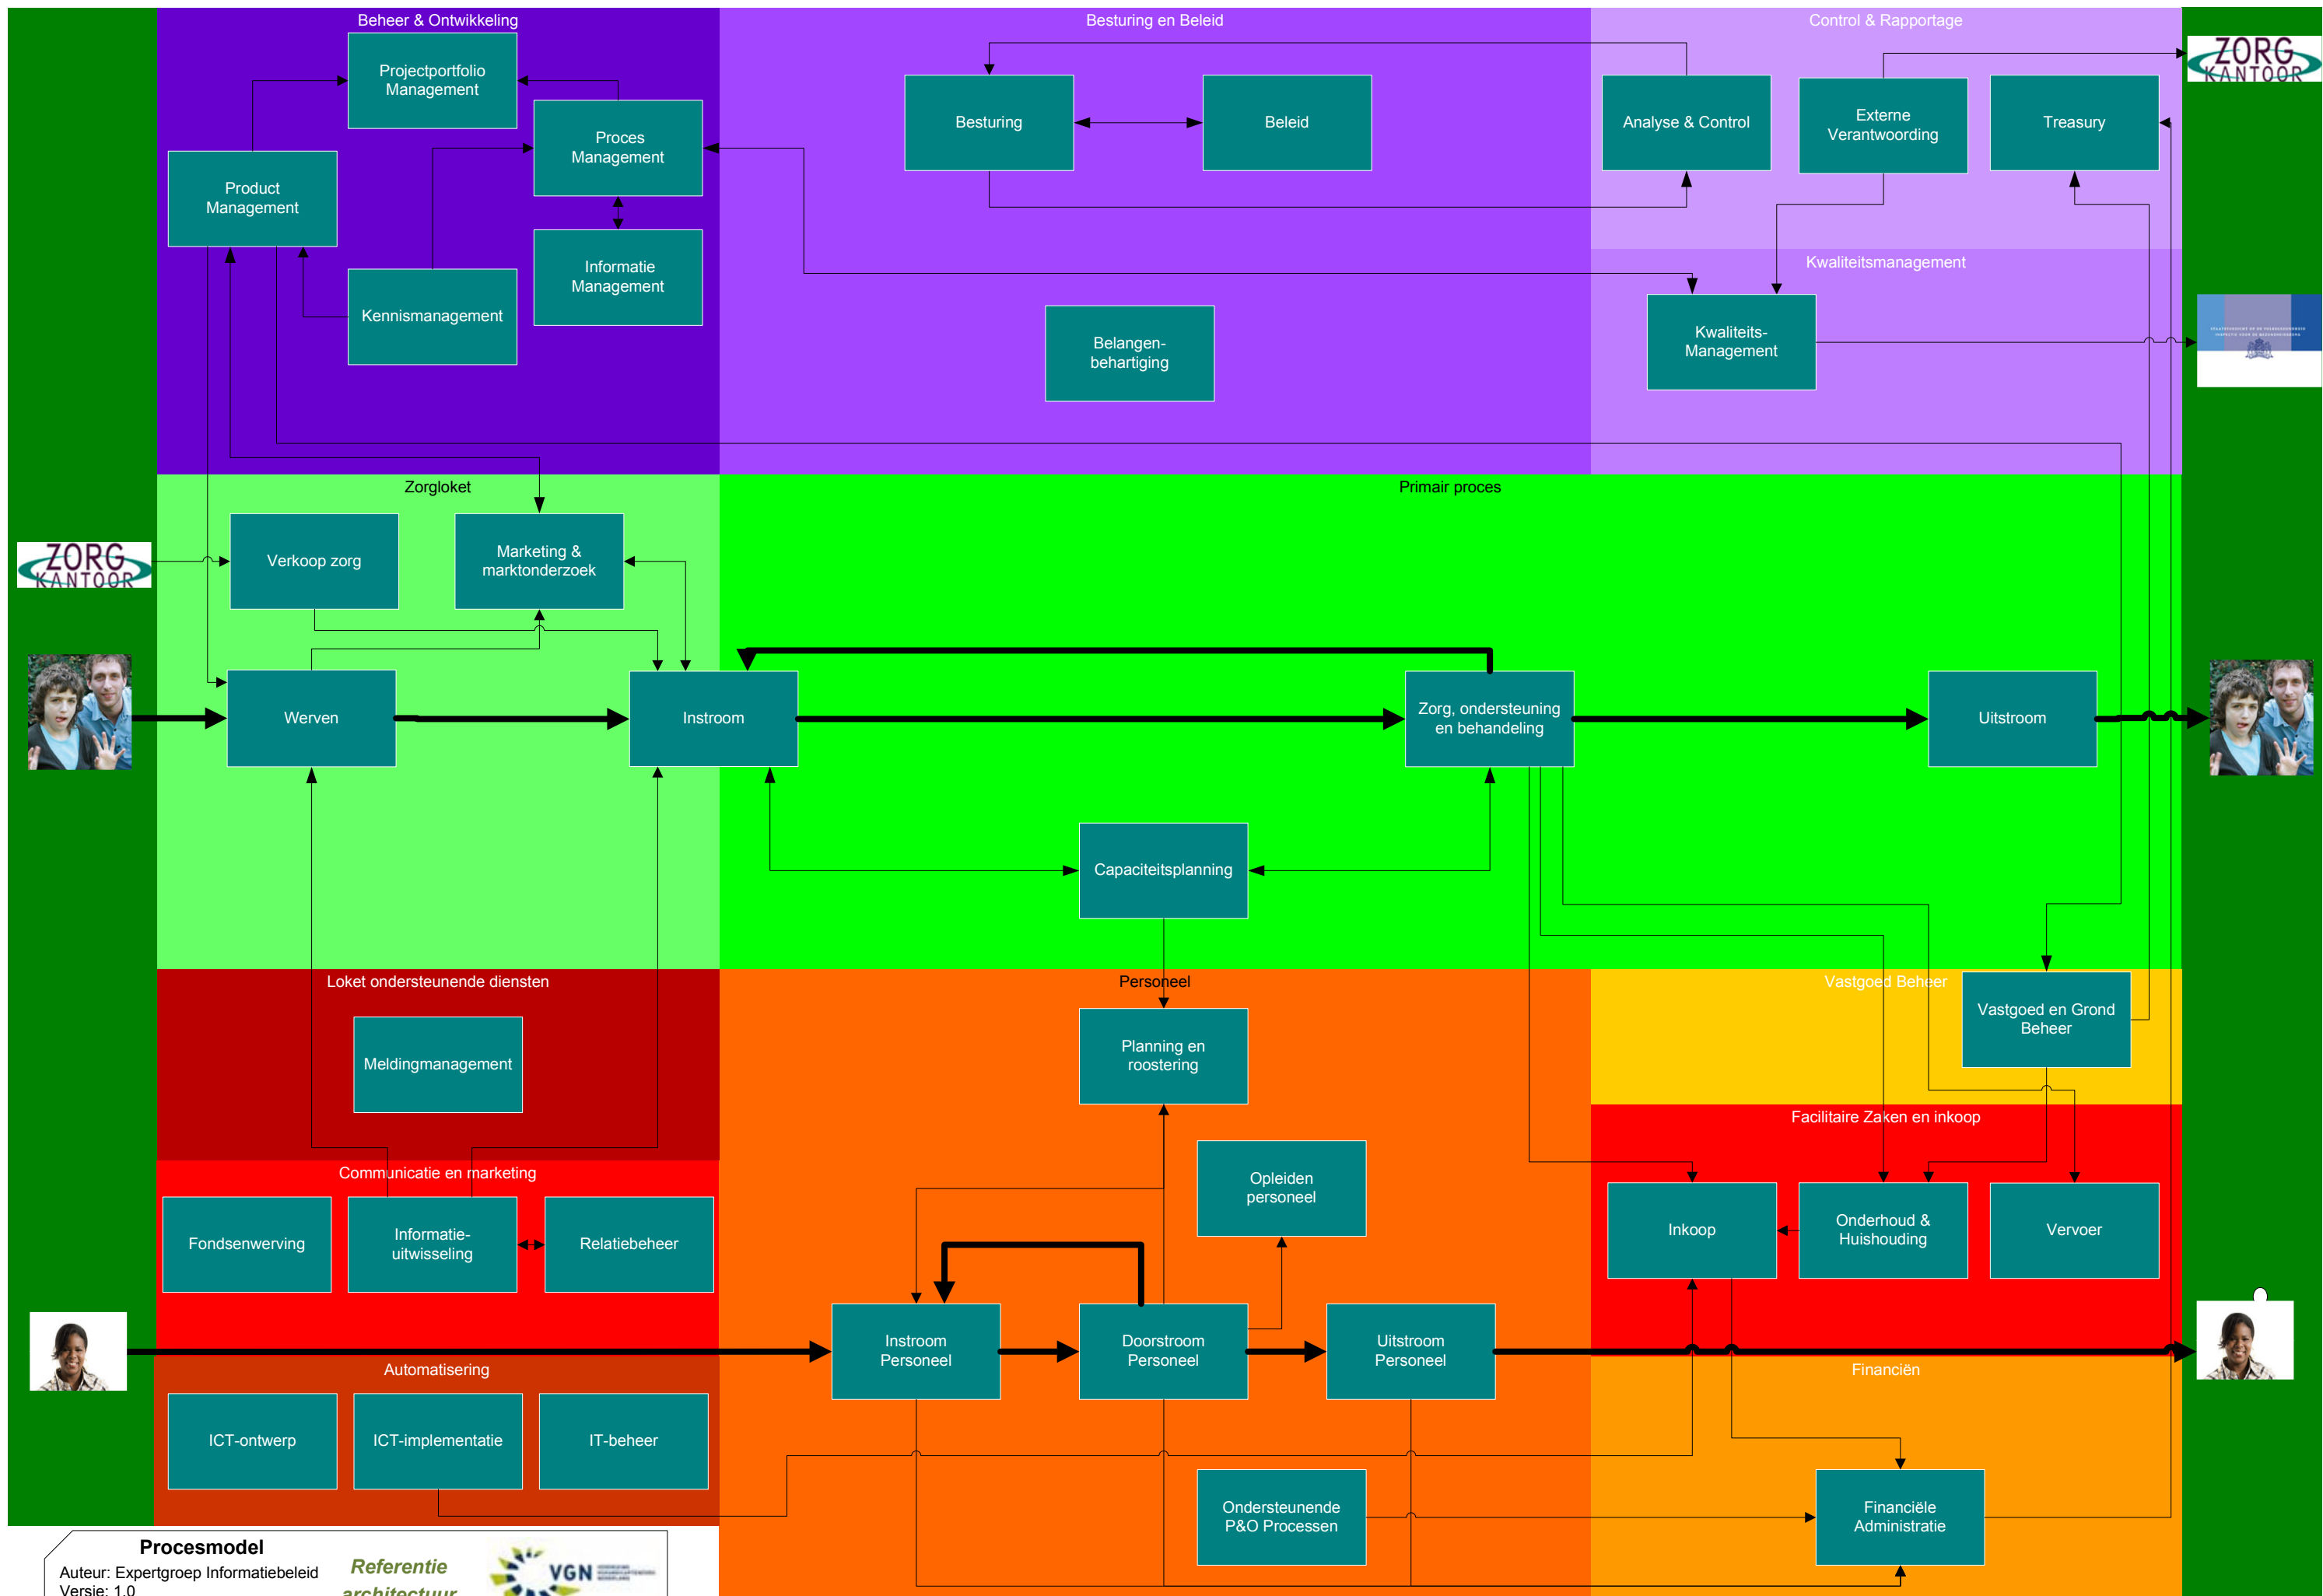 Beheer & Ontwikkeling
Besturing en Beleid
Control & Rapportage
ZORG
KANTOOR
Projectportfolio
Management
Proces
Management
Product
Management
Informatie
Management
Kennismanagement
Besturing
Beleid
Belangen-
behartiging
Analyse & Control
Externe
Verantwoording
Treasury
Kwaliteitsmanagement
Kwaliteits-
Management
Zorgloket
Primair proces
ZORG
KANTOOR
Verkoop zorg
Marketing &
marktonderzoek
Werven
Instroom
Zorg, ondersteuning
en behandeling
Uitstroom
Capaciteitsplanning
Loket ondersteunende diensten
Personeel
Vastgoed Beheer
Meldingmanagement
Planning en
roostering
Vastgoed en Grond
Beheer
Communicatie en marketing
Facilitaire Zaken en inkoop
Fondsenwerving
Informatie-
uitwisseling
Relatiebeheer
Opleiden
personeel
Inkoop
Onderhoud &
Huishouding
Vervoer
Instroom
Personeel
Doorstroom
Personeel
Uitstroom
Personeel
Automatisering
Financiën
ICT-ontwerp
ICT-implementatie
IT-beheer
Ondersteunende
P&O Processen
Financiële
Administratie
Procesmodel
Auteur: Expertgroep Informatiebeleid
Versie: 1.0
Referentie
architectuur
VGN